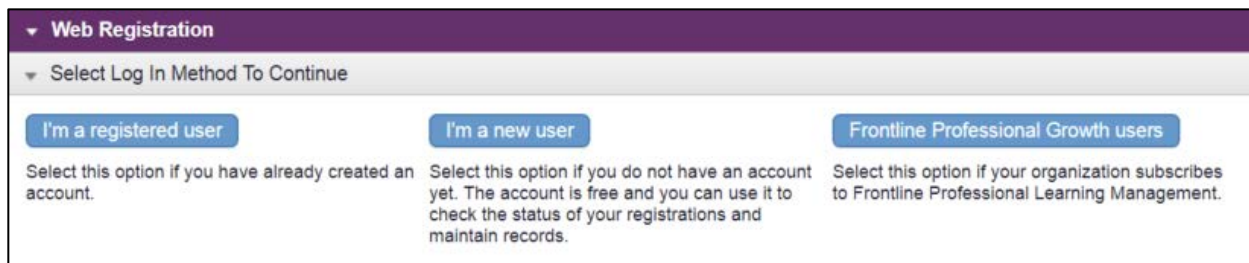 Web Registration
Select Log In Method To Continue
I'm a registered user
Select this option if you have already created an
account.
I'm a new user
Select this option if you do not have an account
yet. The account is free and you can use it to
check the status of your registrations and
maintain records.
Frontline Professional Growth users
Select this option if your organization subscribes
to Frontline Professional Learning Management.